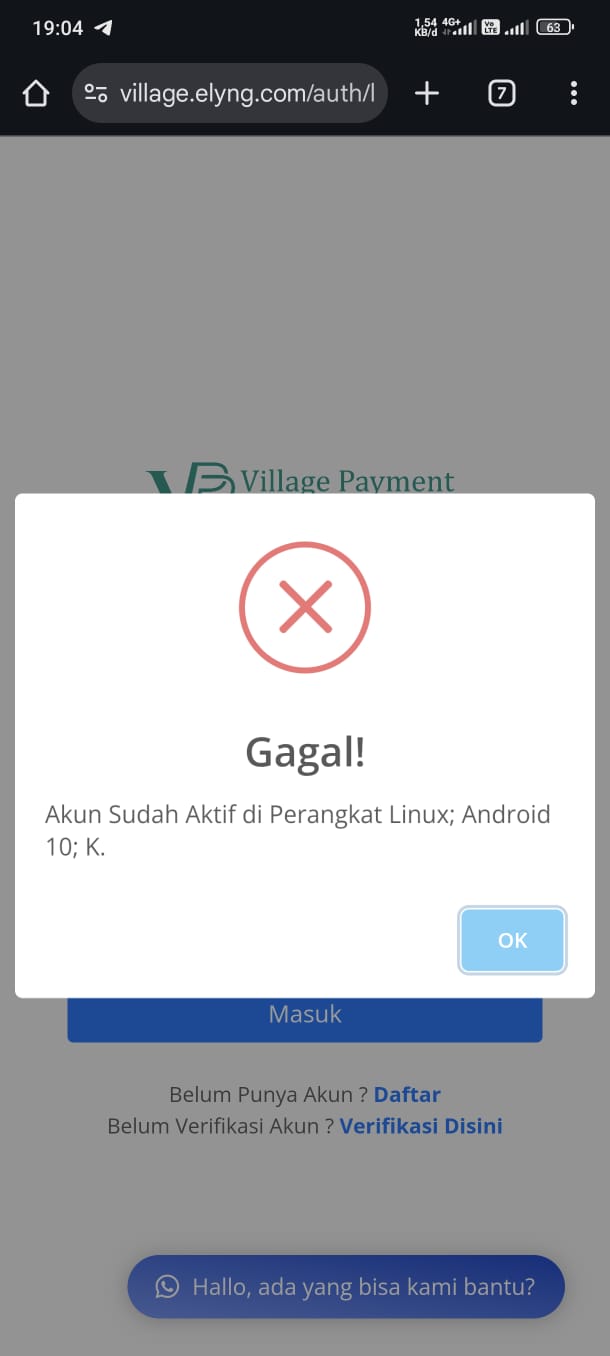 19:04
1,54 KB/d 4G+ Vo LTE 63
village.elyng.com/auth/l
7
VP Village Payment
Gagal!
Akun Sudah Aktif di Perangkat Linux; Android
10; K.
OK
Masuk
Belum Punya Akun ? Daftar
Belum Verifikasi Akun ? Verifikasi Disini
Hallo, ada yang bisa kami bantu?